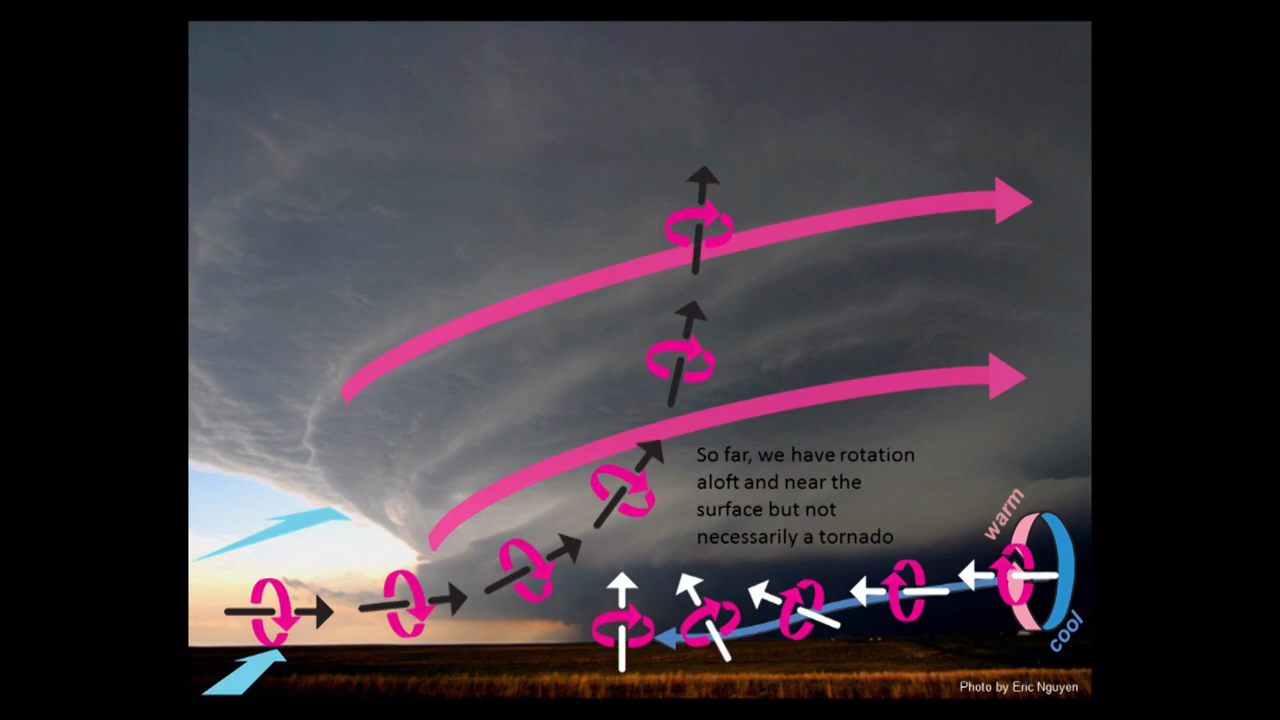 So far, we have rotation
aloft and near the
surface but not
necessarily a tornado
warm
cool
Photo by Eric Nguyen